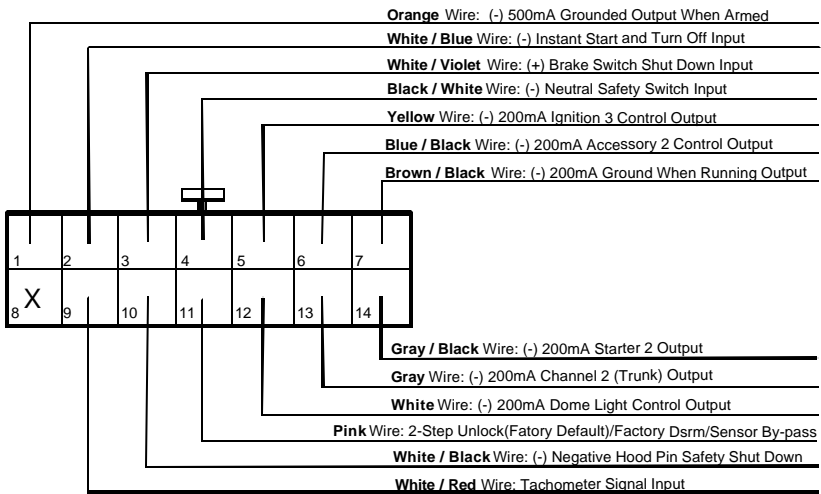 Orange Wire: (-) 500mA Grounded Output When Armed
White / Blue Wire: (-) Instant Start and Turn Off Input
White / Violet Wire: (+) Brake Switch Shut Down Input
Black / White Wire: (-) Neutral Safety Switch Input
Yellow Wire: (-) 200mA Ignition 3 Control Output
Blue / Black Wire: (-) 200mA Accessory 2 Control Output
Brown / Black Wire: (-) 200mA Ground When Running Output
1 2 3 4 5 6 7
8 X 9 10 11 12 13 14
Gray / Black Wire: (-) 200mA Starter 2 Output
Gray Wire: (-) 200mA Channel 2 (Trunk) Output
White Wire: (-) 200mA Dome Light Control Output
Pink Wire: 2-Step Unlock(Fatory Default)/Factory Dsrm/Sensor By-pass
White / Black Wire: (-) Negative Hood Pin Safety Shut Down
White / Red Wire: Tachometer Signal Input